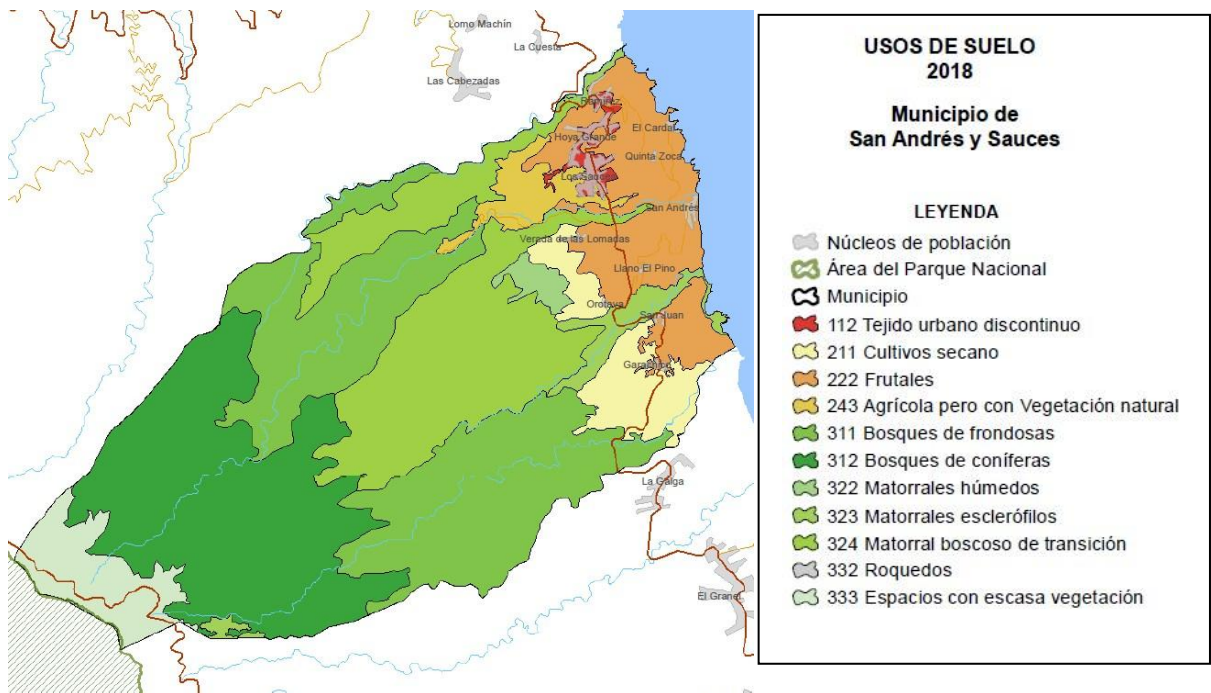 Lomo Machín
La Cuesta
Las Cabezadas
Ramírez
El Cardal
Hoya Grande
Quinta Zoca
Los Sauces
San Andrés
Verada de las Lomadas
Llano El Pino
Orotava
San Juan
La Galga
El Granel
USOS DE SUELO
2018
Municipio de
San Andrés y Sauces
LEYENDA
Núcleos de población
Área del Parque Nacional
Municipio
112 Tejido urbano discontinuo
211 Cultivos secano
222 Frutales
243 Agrícola pero con Vegetación natural
311 Bosques de frondosas
312 Bosques de coníferas
322 Matorrales húmedos
323 Matorrales esclerófilos
324 Matorral boscoso de transición
332 Roquedos
333 Espacios con escasa vegetación